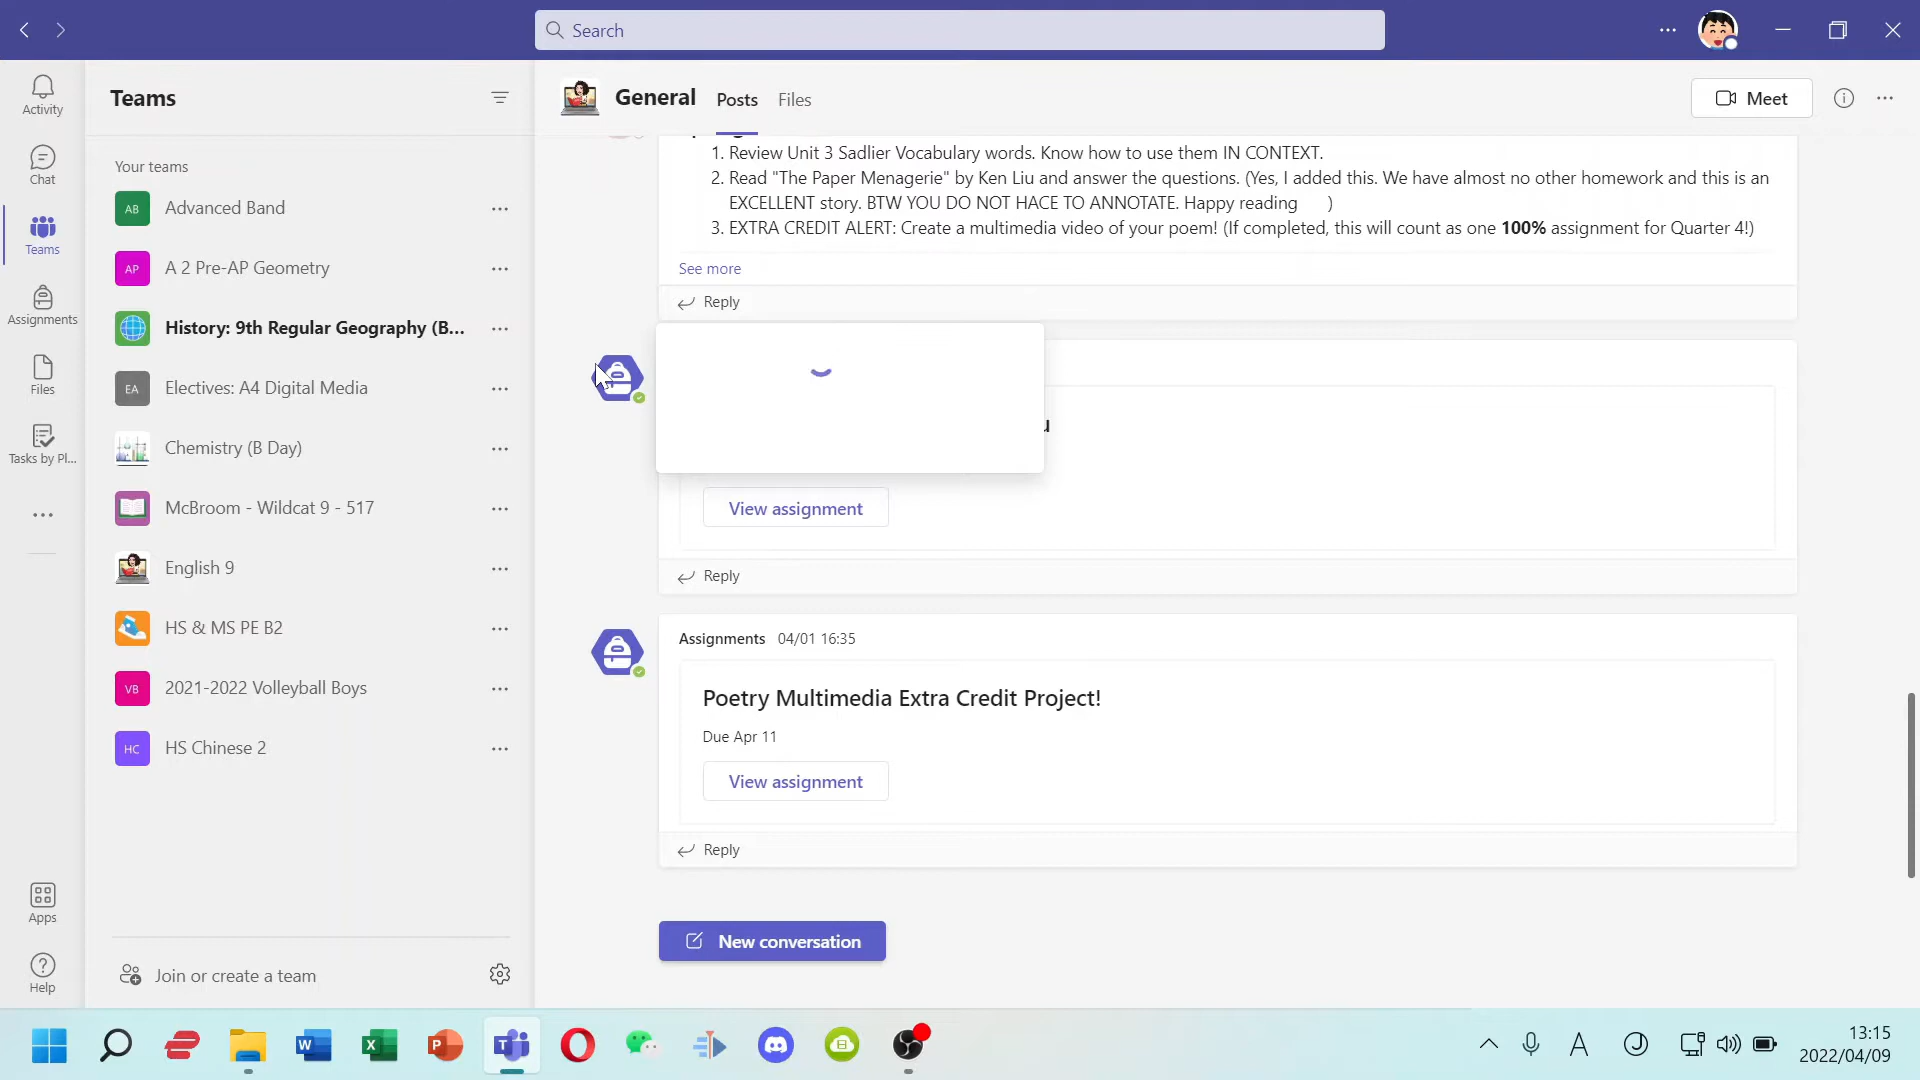 Search
Activity
Chat
Teams
Assignments
Files
Tasks by Pl...
Apps
Help
Teams
Your teams
AB Advanced Band
AP A 2 Pre-AP Geometry
History: 9th Regular Geography (B...
EA Electives: A4 Digital Media
Chemistry (B Day)
McBroom - Wildcat 9 - 517
English 9
HS & MS PE B2
VB 2021-2022 Volleyball Boys
HC HS Chinese 2
Join or create a team
General Posts Files
Meet
1. Review Unit 3 Sadlier Vocabulary words. Know how to use them IN CONTEXT.
2. Read "The Paper Menagerie" by Ken Liu and answer the questions. (Yes, I added this. We have almost no other homework and this is an
EXCELLENT story. BTW YOU DO NOT HACE TO ANNOTATE. Happy reading )
3. EXTRA CREDIT ALERT: Create a multimedia video of your poem! (If completed, this will count as one 100% assignment for Quarter 4!)
See more
Reply
View assignment
Reply
Assignments 04/01 16:35
Poetry Multimedia Extra Credit Project!
Due Apr 11
View assignment
Reply
New conversation
A
13:15
2022/04/09